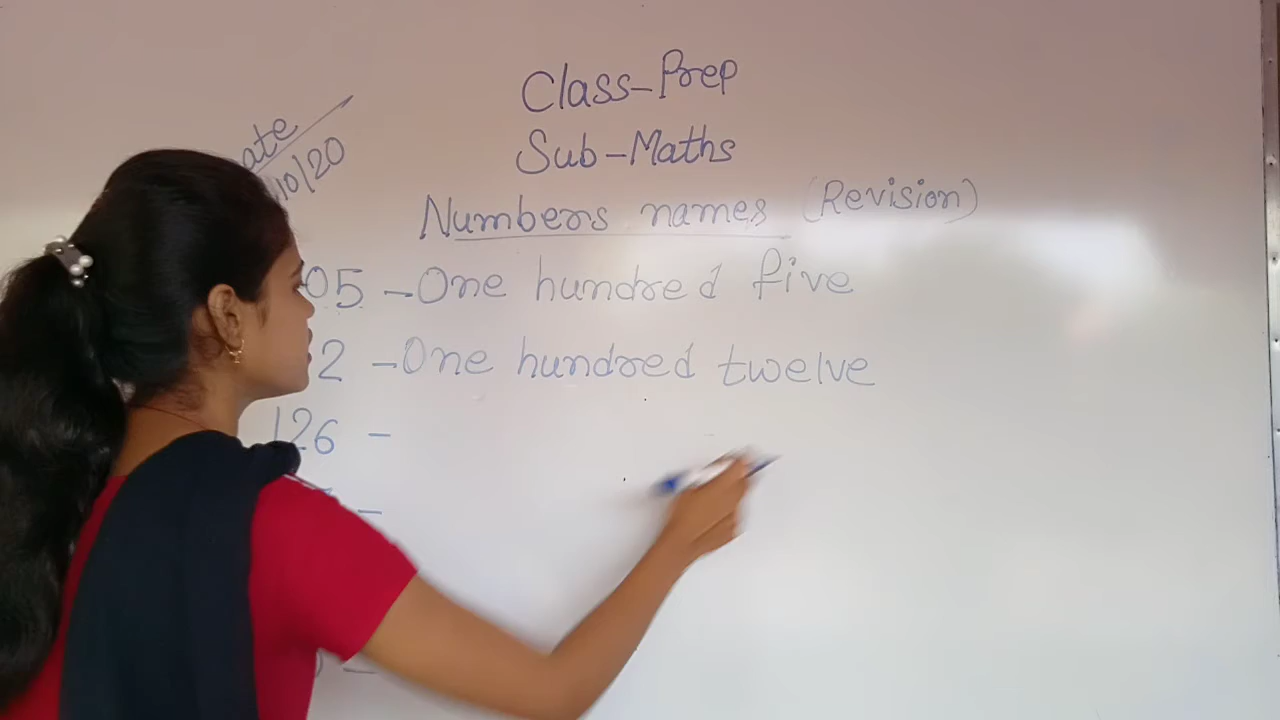 Class-Prep
Sub-Maths
ate
10/20
Numbers names (Revision)
05 - One hundred five
2 - One hundred twelve
126 -
-